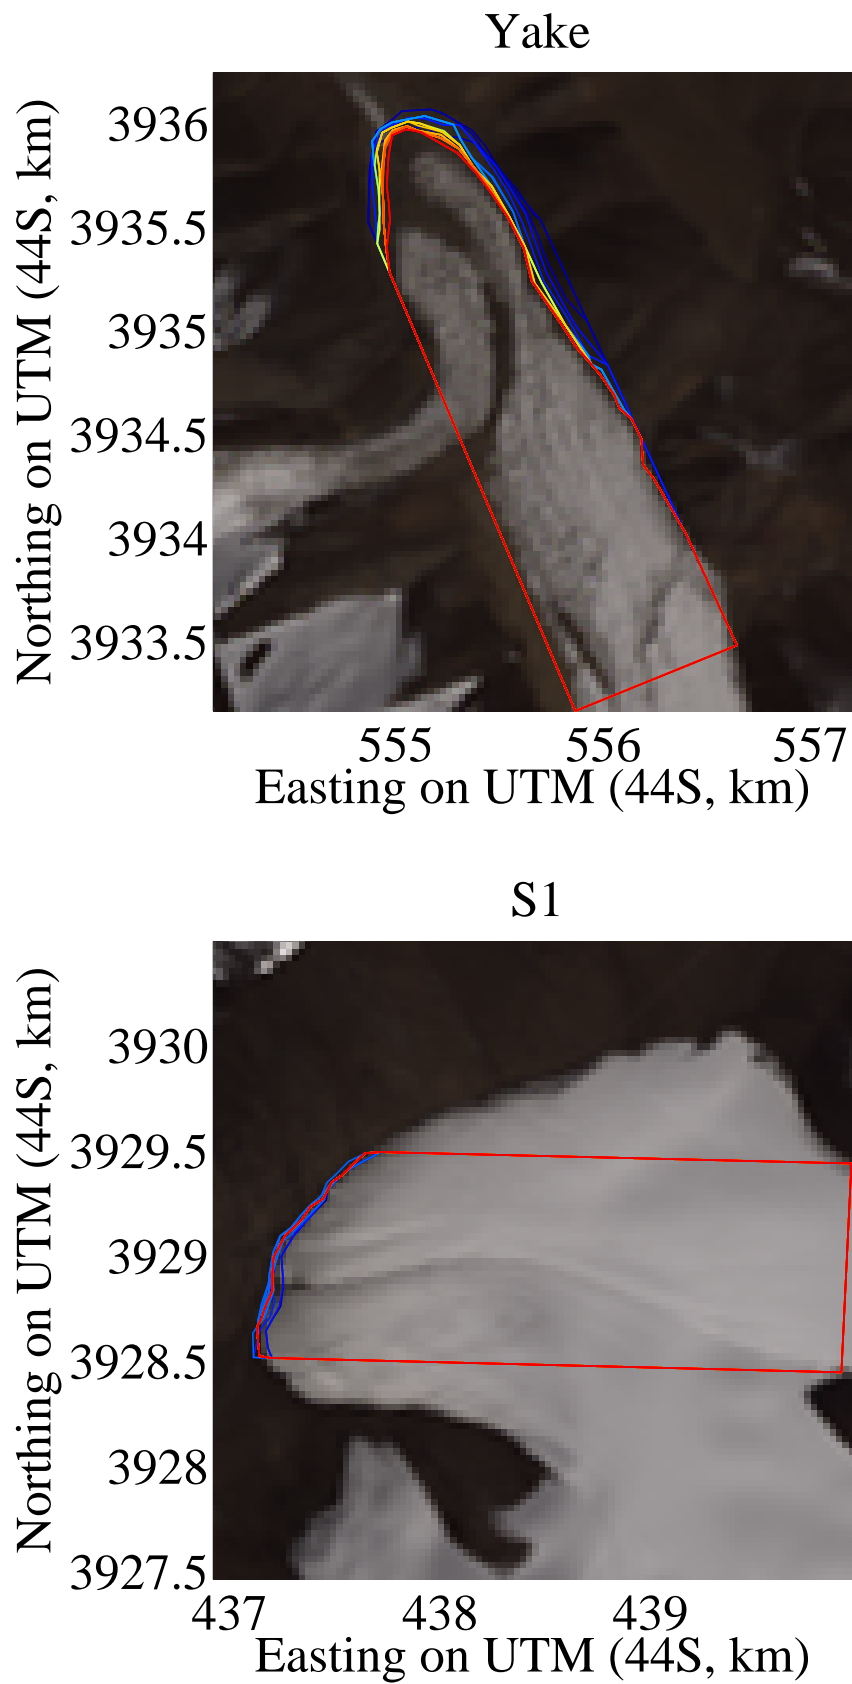 Yake
Northing on UTM (44S, km)
3936
3935.5
3935
3934.5
3934
3933.5
555 556 557
Easting on UTM (44S, km)
S1
Northing on UTM (44S, km)
3930
3929.5
3929
3928.5
3928
3927.5
437 438 439
Easting on UTM (44S, km)